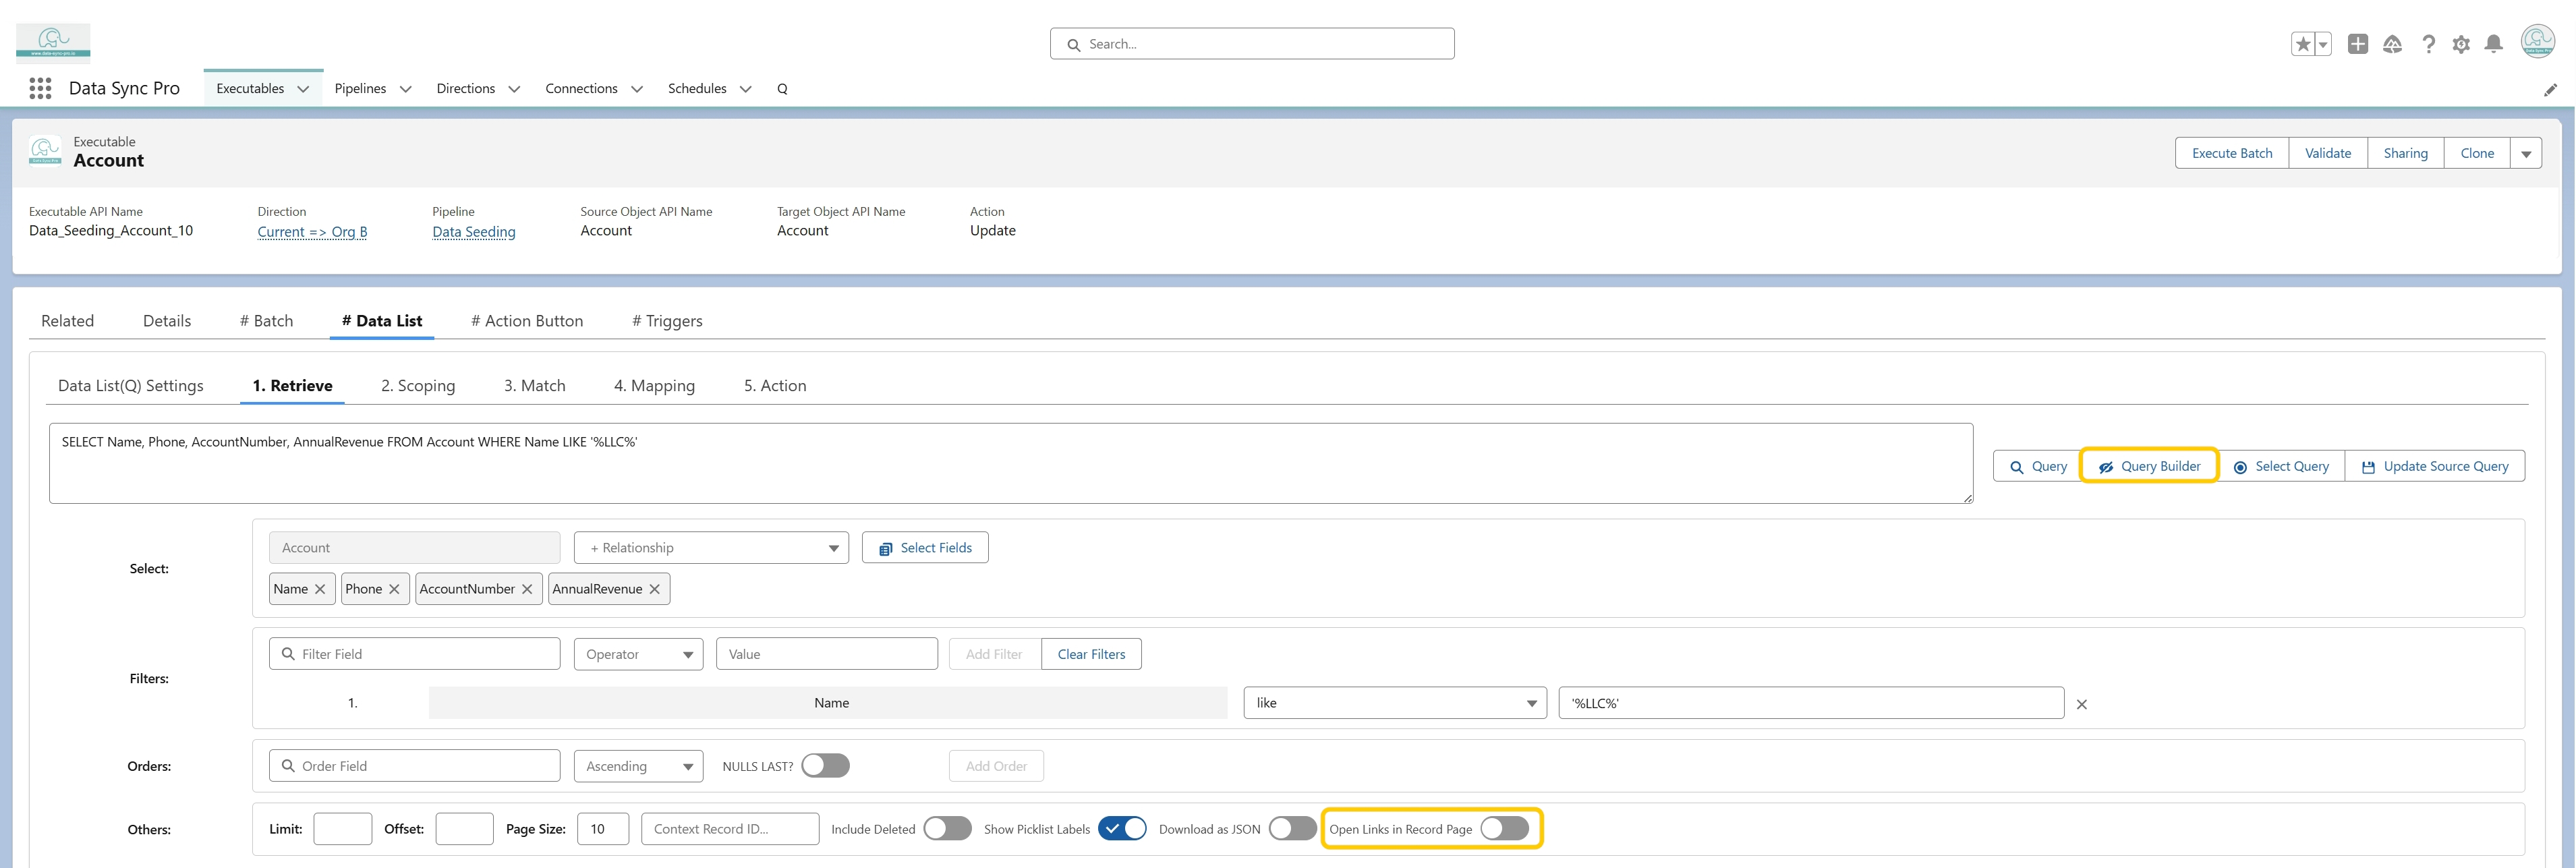 www.data-sync-pro.io
Search...
Data Sync Pro
Executables
Pipelines
Directions
Connections
Schedules
Q
Executable
Account
Execute Batch
Validate
Sharing
Clone
Executable API Name
Data_Seeding_Account_10
Direction
Current => Org B
Pipeline
Data Seeding
Source Object API Name
Account
Target Object API Name
Account
Action
Update
Related
Details
# Batch
# Data List
# Action Button
# Triggers
Data List(Q) Settings
1. Retrieve
2. Scoping
3. Match
4. Mapping
5. Action
SELECT Name, Phone, AccountNumber, AnnualRevenue FROM Account WHERE Name LIKE '%LLC%'
Query
Query Builder
Select Query
Update Source Query
Select:
Account
+ Relationship
Select Fields
Name
Phone
AccountNumber
AnnualRevenue
Filters:
Filter Field
Operator
Value
Add Filter
Clear Filters
1.
Name
like
'%LLC%'
Orders:
Order Field
Ascending
NULLS LAST?
Add Order
Others:
Limit:
Offset:
Page Size:
10
Context Record ID...
Include Deleted
Show Picklist Labels
Download as JSON
Open Links in Record Page